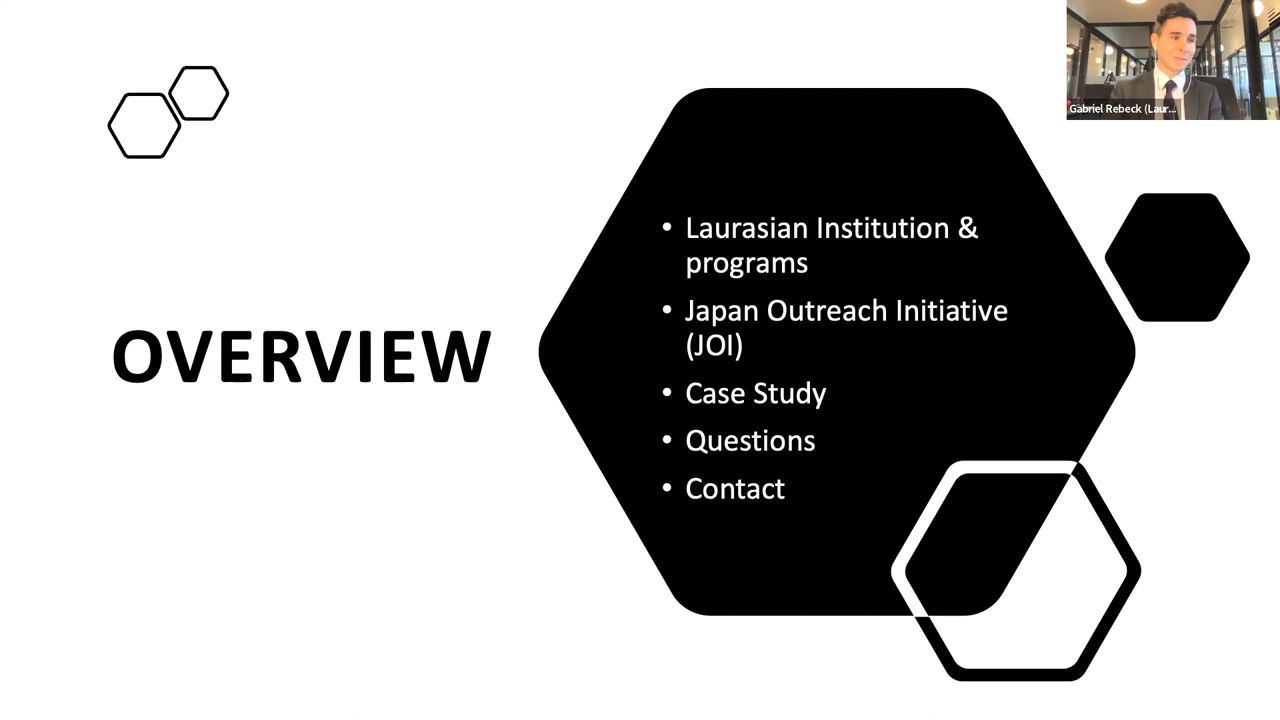 Gabriel Rebeck (Laur...
OVERVIEW
• Laurasian Institution &
programs
• Japan Outreach Initiative
(JOI)
• Case Study
• Questions
• Contact